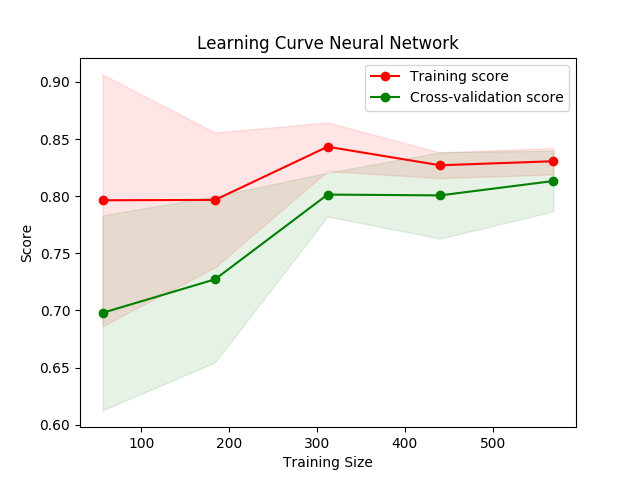 Learning Curve Neural Network
Training score
Cross-validation score
0.90
0.85
0.80
0.75
0.70
0.65
0.60
Score
100
200
300
400
500
Training Size